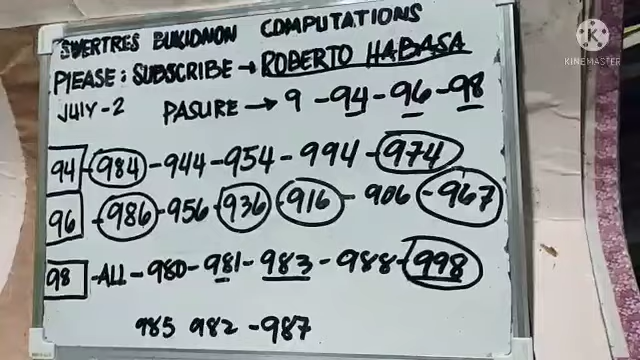 SWERTRES BUKIDNON COMPUTATIONS
PLEASE: SUBSCRIBE → ROBERTO HABASA
JULY-2 PASURE → 9 -94 -96 -98
94 -984 -944 -954 - 994 -974
96 -986 -956 -936 -916 - 906 -967
98 -ALL -980 -981 -983 -988 -998
985 982 -987
KINEMASTER